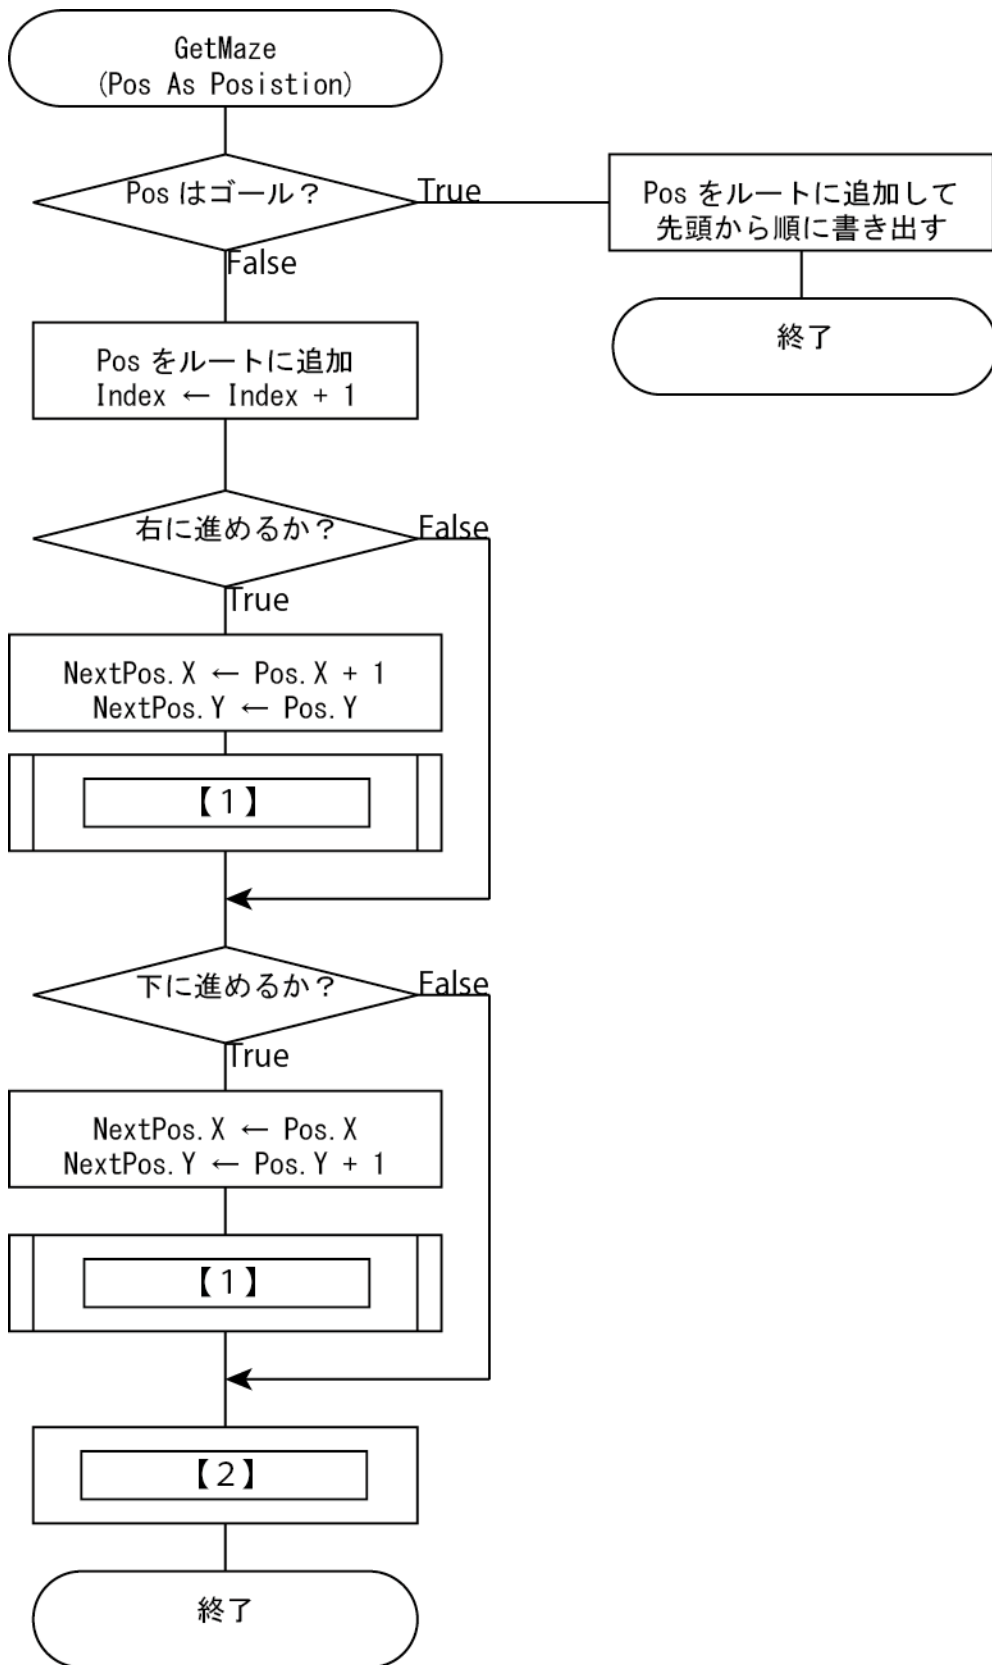 GetMaze
(Pos As Posistion)
Pos はゴール？
True
Pos をルートに追加して
先頭から順に書き出す
終了
False
Pos をルートに追加
Index ← Index + 1
右に進めるか？
False
True
NextPos.X ← Pos.X + 1
NextPos.Y ← Pos.Y
【1】
下に進めるか？
False
True
NextPos.X ← Pos.X
NextPos.Y ← Pos.Y + 1
【1】
【2】
終了